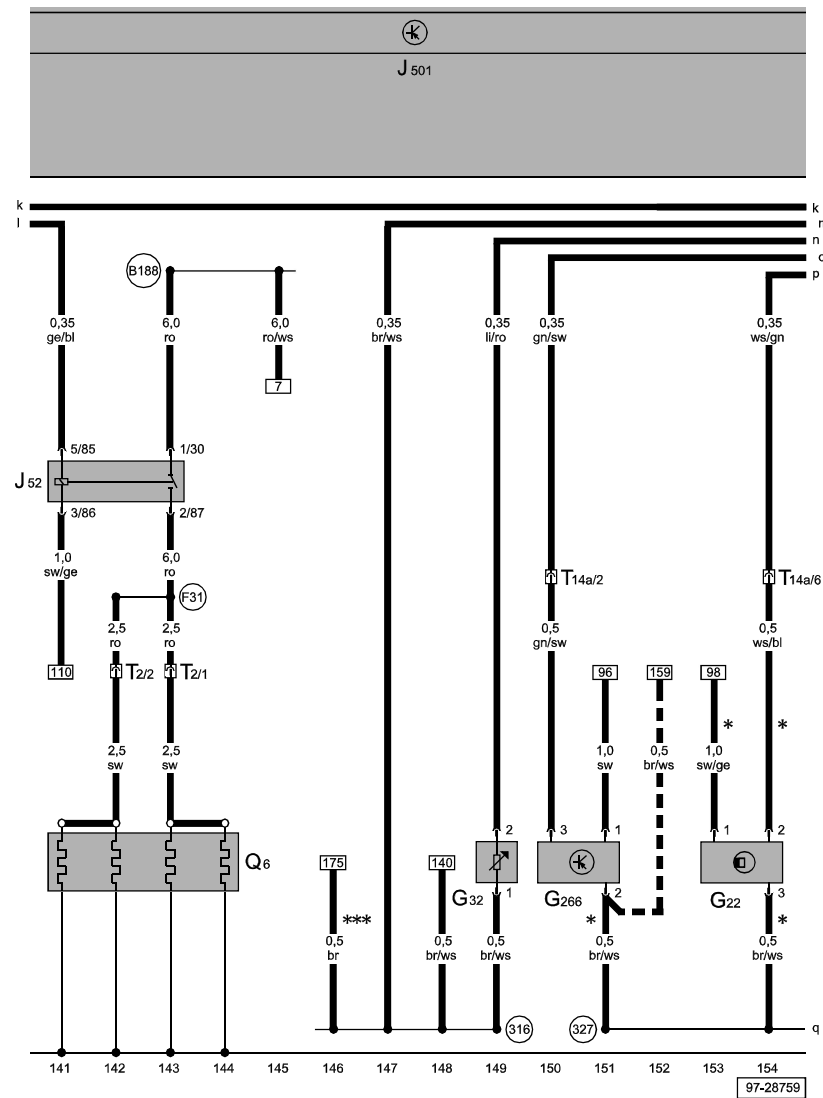 J 501
k k
l r
n
B188
p
0,35 6,0 6,0 0,35 0,35 0,35 0,35
ge/bl ro ro/ws br/ws li/ro gn/sw ws/gn
7
5/85 1/30
J 52
3/86 2/87
1,0 6,0
sw/ge ro
T14a/2 T14a/6
F31
2,5 2,5 0,5 0,5
ro ro gn/sw ws/bl
110 T2/2 T2/1 96 159 98
* *
2,5 2,5 1,0 0,5 1,0
sw sw sw br/ws sw/ge
2 3 1 1 2
Q6 175 140
G32 1 G266 2 G22 3
*** * *
0,5 0,5 0,5 0,5 0,5
br br/ws br/ws br/ws br/ws
316 327 q
141 142 143 144 145 146 147 148 149 150 151 152 153 154
97-28759